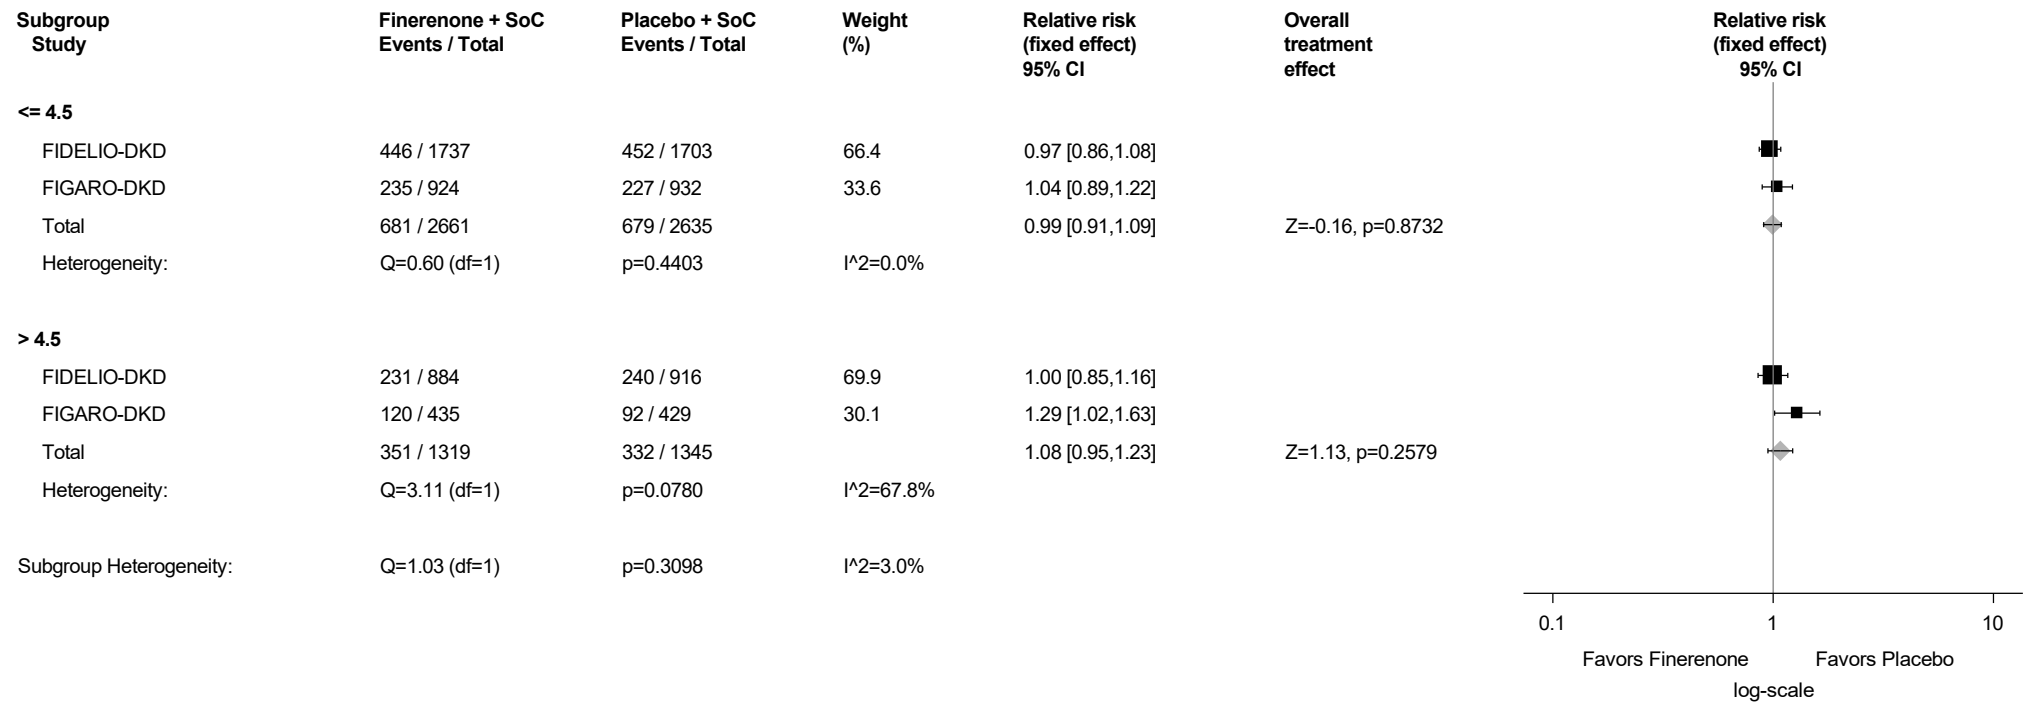 Subgroup Finerenone + SoC Placebo + SoC Weight Relative risk Overall Relative risk
Study Events / Total Events / Total (%) (fixed effect) treatment (fixed effect)
95% CI effect 95% CI
<= 4.5
FIDELIO-DKD 446 / 1737 452 / 1703 66.4 0.97 [0.86,1.08]
FIGARO-DKD 235 / 924 227 / 932 33.6 1.04 [0.89,1.22]
Total 681 / 2661 679 / 2635 0.99 [0.91,1.09] Z=-0.16, p=0.8732
Heterogeneity: Q=0.60 (df=1) p=0.4403 I^2=0.0%
> 4.5
FIDELIO-DKD 231 / 884 240 / 916 69.9 1.00 [0.85,1.16]
FIGARO-DKD 120 / 435 92 / 429 30.1 1.29 [1.02,1.63]
Total 351 / 1319 332 / 1345 1.08 [0.95,1.23] Z=1.13, p=0.2579
Heterogeneity: Q=3.11 (df=1) p=0.0780 I^2=67.8%
Subgroup Heterogeneity: Q=1.03 (df=1) p=0.3098 I^2=3.0%
0.1 1 10
Favors Finerenone Favors Placebo
log-scale